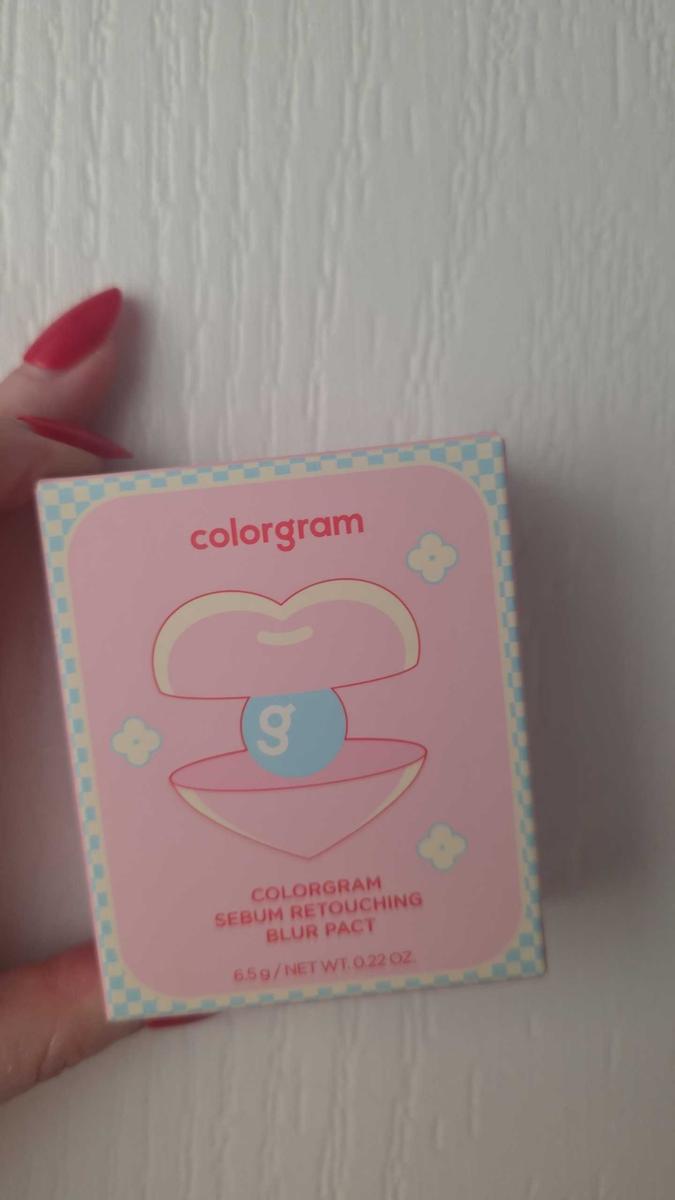 colorgram
g
COLORGRAM
SEBUM RETOUCHING
BLUR PACT
6.5 g / NET WT. 0.22 OZ.